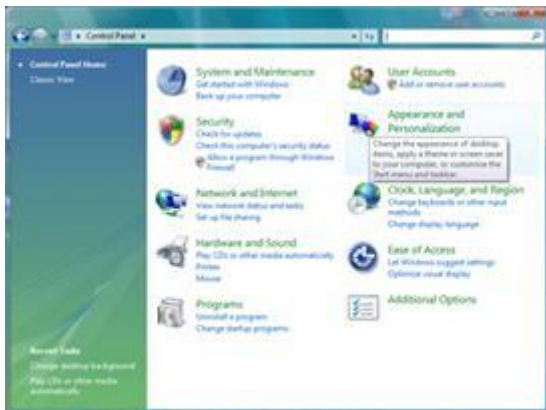 Control Panel
Control Panel Home
Classic View
System and Maintenance
Get started with Windows
Back up your computer
Security
Check for updates
Check this computer's security status
Allow a program through Windows
Firewall
Network and Internet
View network status and tasks
Set up file sharing
Hardware and Sound
Play CDs or other media automatically
Printer
Mouse
Programs
Uninstall a program
Change startup programs
User Accounts
Add or remove user accounts
Appearance and
Personalization
Change the appearance of desktop
items, apply a theme or screen saver
to your computer, or customize the
Start menu and taskbar.
Clock, Language, and Region
Change keyboards or other input
methods
Change display language
Ease of Access
Let Windows suggest settings
Optimize visual display
Additional Options
Recent Tasks
Change desktop background
Play CDs or other media
automatically